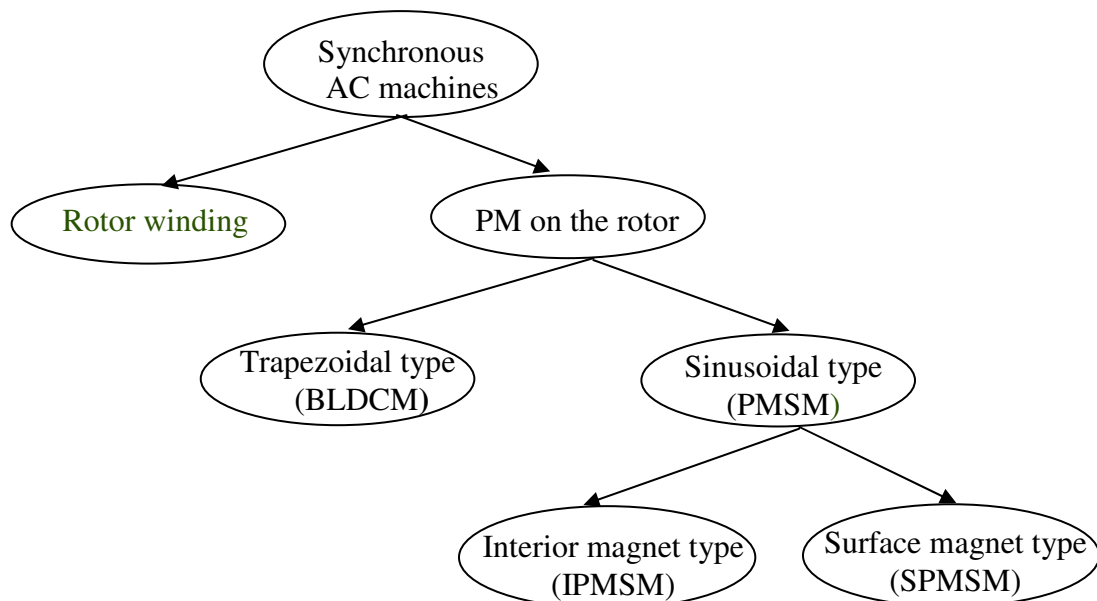 Synchronous
AC machines
Rotor winding
PM on the rotor
Trapezoidal type
(BLDCM)
Sinusoidal type
(PMSM)
Interior magnet type
(IPMSM)
Surface magnet type
(SPMSM)